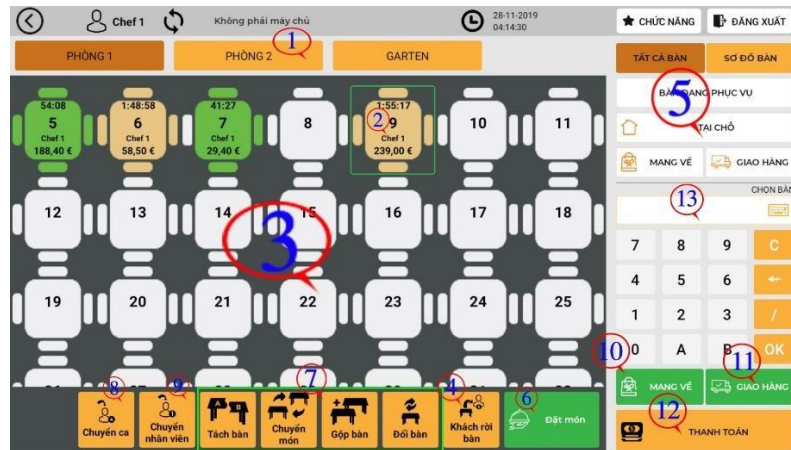 Chef 1
Không phải máy chủ
28-11-2019
04:14:30
CHỨC NĂNG
ĐĂNG XUẤT
PHÒNG 1
PHÒNG 2
1
GARTEN
TẤT CẢ BÀN
SƠ ĐỒ BÀN
54:08
5
Chef 1
188,40 €
1:48:58
6
Chef 1
58,50 €
41:27
7
Chef 1
29,40 €
8
1:55:17
2
9
Chef 1
239,00 €
10
11
BÀN ĐANG PHỤC VỤ
5
TẠI CHỖ
MANG VỀ
GIAO HÀNG
12
13
14
15
3
16
17
18
CHỌN BÀN
13
7 8 9 C
4 5 6
1 2 3 /
0 A B OK
19
20
21
22
23
24
25
10
MANG VỀ
11
GIAO HÀNG
8
Chuyển ca
9
Chuyển
nhân viên
7
Tách bàn
Chuyển
món
Gộp bàn
Đổi bàn
4
Khách rời
bàn
6
Đặt món
12
THANH TOÁN